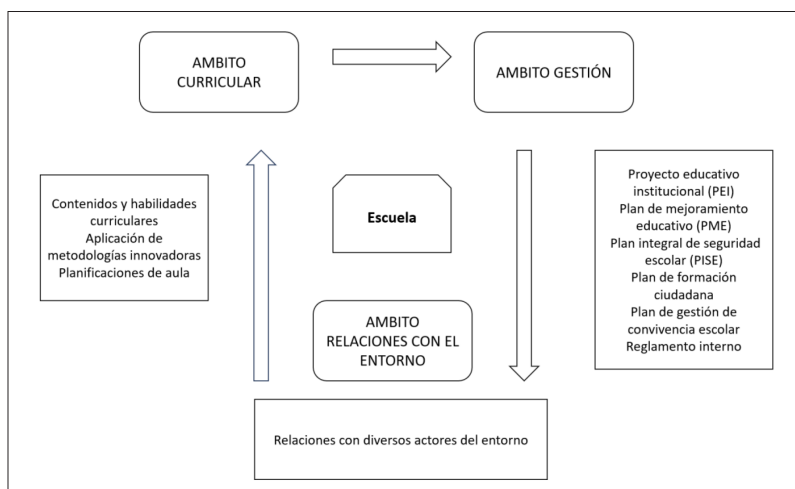 AMBITO
CURRICULAR
AMBITO GESTIÓN
Contenidos y habilidades
curriculares
Aplicación de
metodologías innovadoras
Planificaciones de aula
Escuela
Proyecto educativo
institucional (PEI)
Plan de mejoramiento
educativo (PME)
Plan integral de seguridad
escolar (PISE)
Plan de formación
ciudadana
Plan de gestión de
convivencia escolar
Reglamento interno
AMBITO
RELACIONES CON EL
ENTORNO
Relaciones con diversos actores del entorno